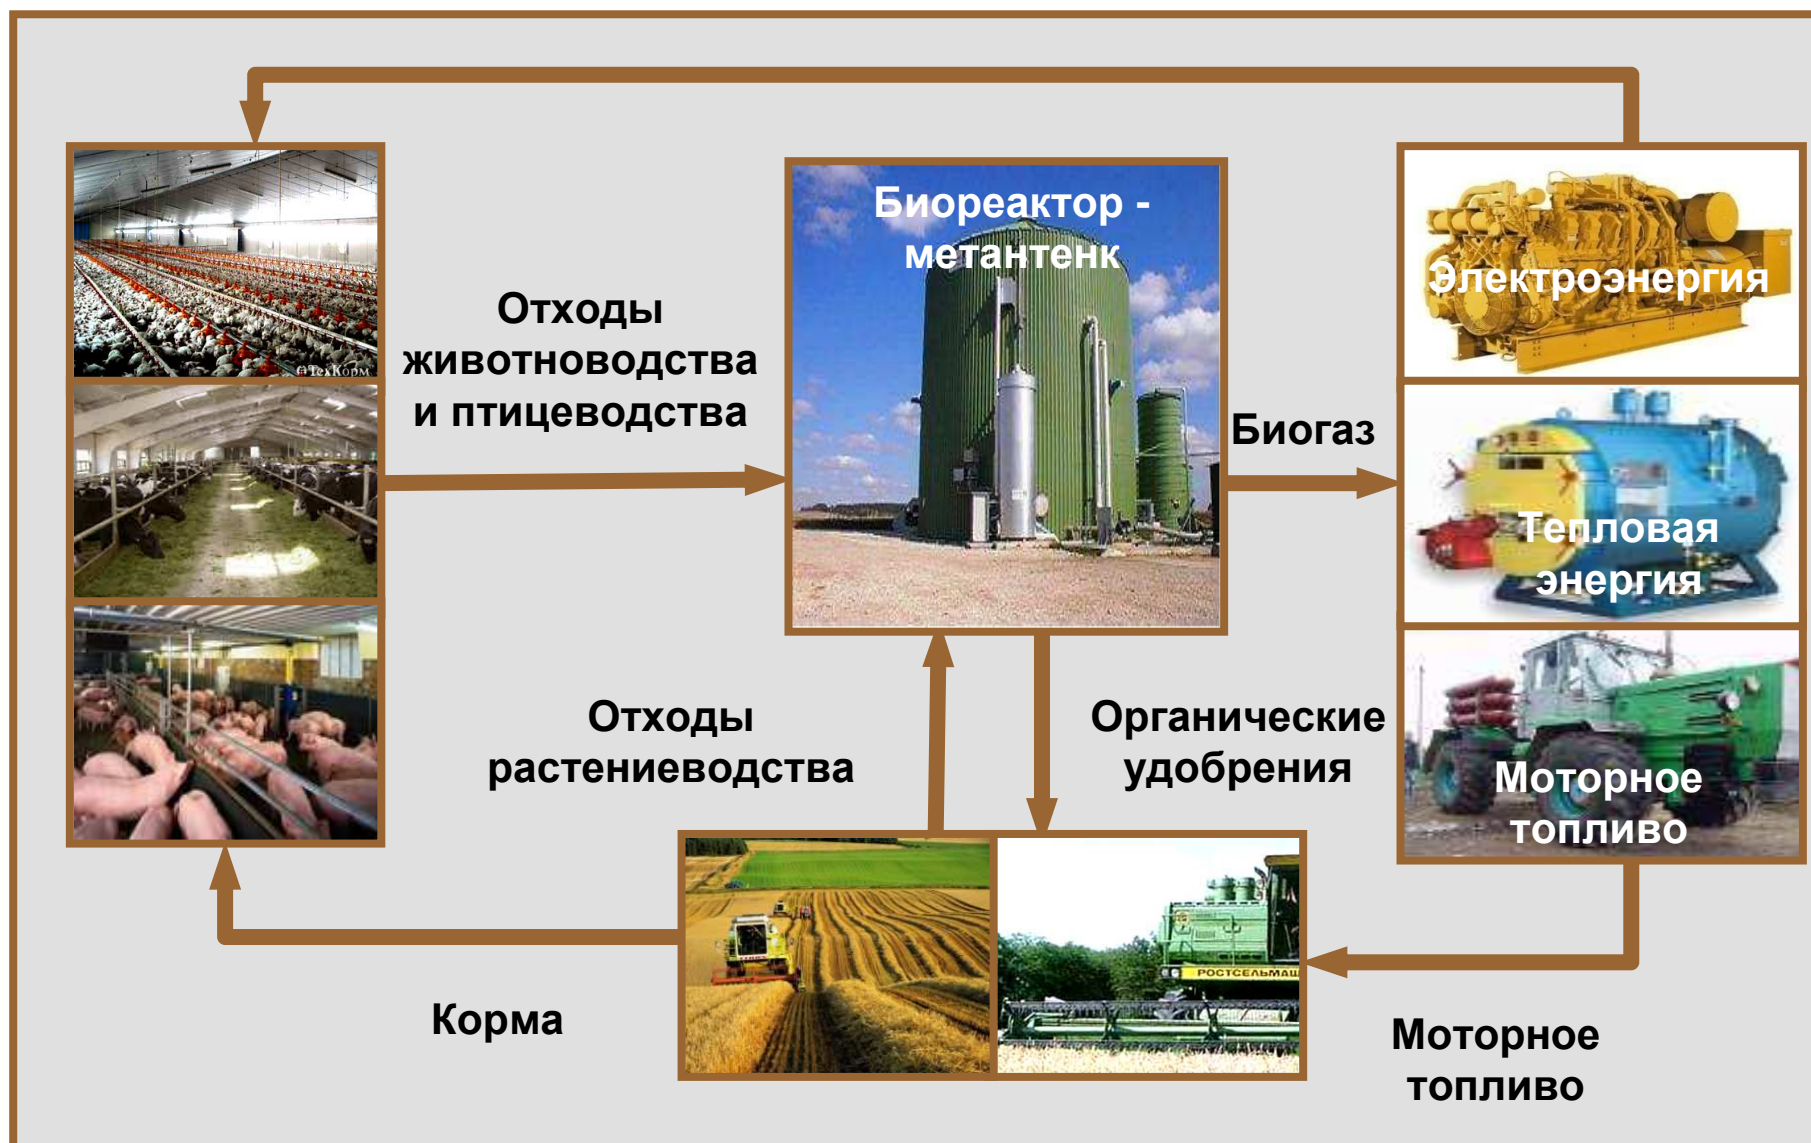 Биореактор -
метантенк
Электроэнергия
Отходы
животноводства
и птицеводства
©ТехКорм
Биогаз
Тепловая
энергия
Отходы
растениеводства
Органические
удобрения
Моторное
топливо
РОСТСЕЛЬМАШ
Корма
Моторное
топливо